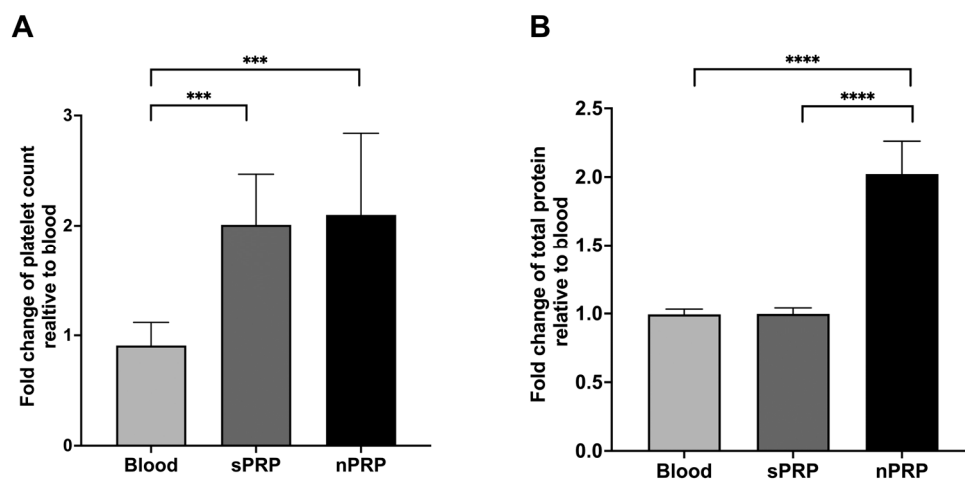 A
***
***
3
2
1
0
Fold change of platelet count
realtive to blood
Blood sPRP nPRP
B
****
****
2.5
2.0
1.5
1.0
0.5
0.0
Fold change of total protein
relative to blood
Blood sPRP nPRP